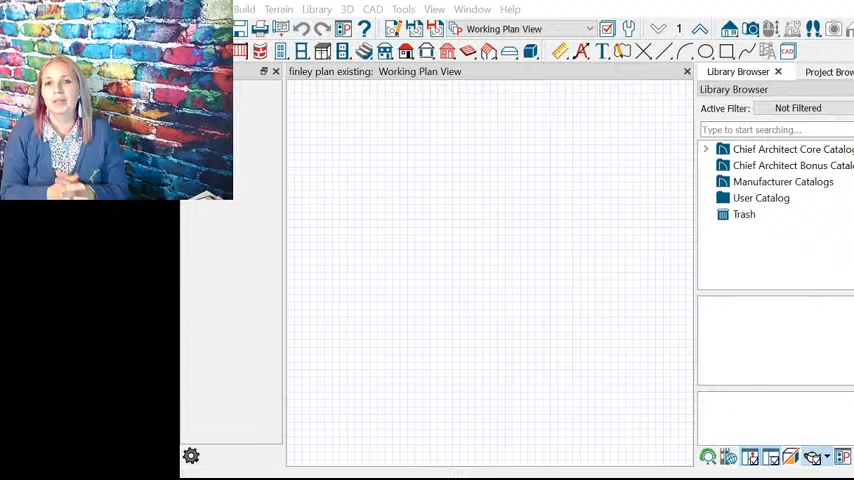 Build Terrain Library 3D CAD Tools View Window Help
Working Plan View
1
finley plan existing: Working Plan View
Library Browser
Project Brow
Library Browser
Active Filter: Not Filtered
Type to start searching...
Chief Architect Core Catalog
Chief Architect Bonus Catal
Manufacturer Catalogs
User Catalog
Trash